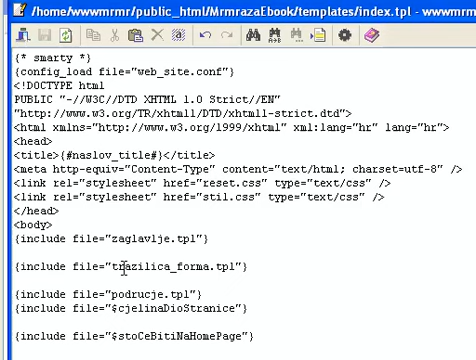 /home/wwwmrmr/public_html/MrmrazaEbook/templates/index.tpl - wwwmrm
{* smarty *}
{config_load file="web_site.conf"}
<!DOCTYPE html
PUBLIC "-//W3C//DTD XHTML 1.0 Strict//EN"
"http://www.w3.org/TR/xhtml1/DTD/xhtml1-strict.dtd">
<html xmlns="http://www.w3.org/1999/xhtml" xml:lang="hr" lang="hr">
<head>
<title>{#naslov_title#}</title>
<meta http-equiv="Content-Type" content="text/html; charset=utf-8" />
<link rel="stylesheet" href="reset.css" type="text/css" />
<link rel="stylesheet" href="stil.css" type="text/css" />
</head>
<body>
{include file="zaglavlje.tpl"}
{include file="trazilica_forma.tpl"}
{include file="podrucje.tpl"}
{include file="$cjelinaDioStranice"}
{include file="$stoCeBitiNaHomePage"}